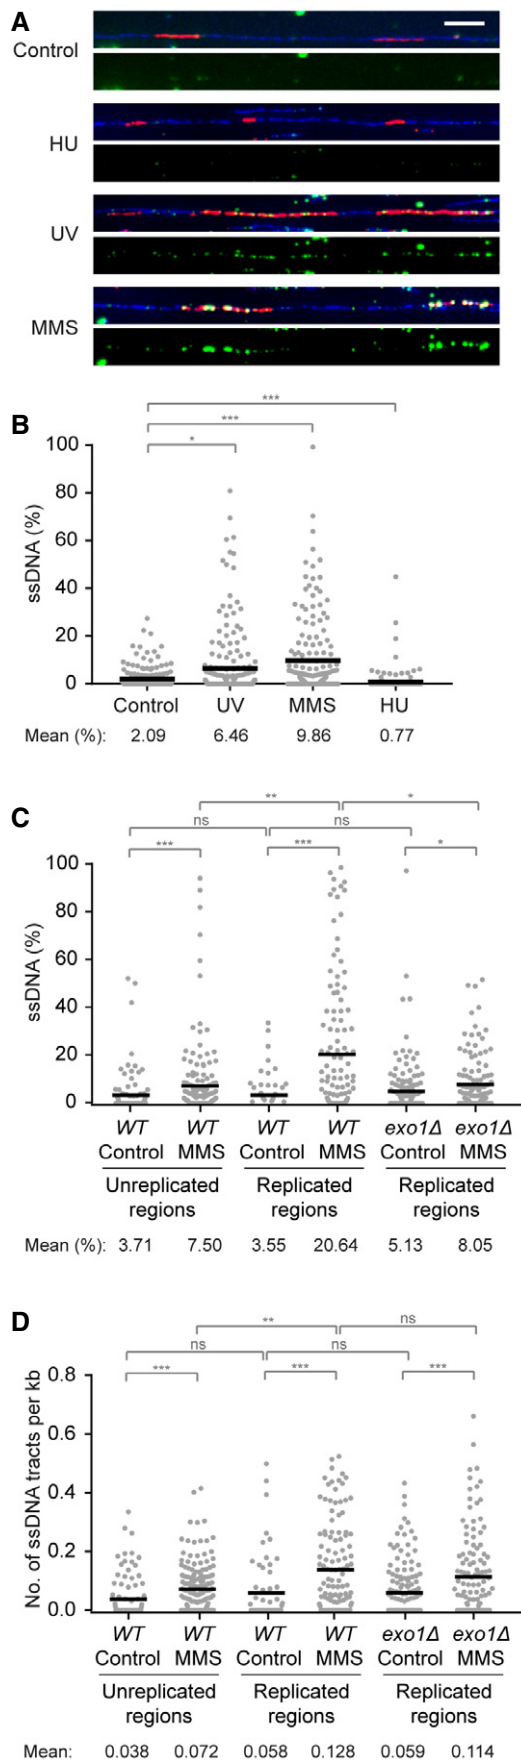 A
Control
HU
UV
MMS
B
***
***
*
100
80
60
40
20
0
ssDNA (%)
Control UV MMS HU
Mean (%): 2.09 6.46 9.86 0.77
C
** *
ns ns
*** *** *
100
80
60
40
20
0
ssDNA (%)
WT WT WT WT exo1Δ exo1Δ
Control MMS Control MMS Control MMS
Unreplicated Replicated Replicated
regions regions regions
Mean (%): 3.71 7.50 3.55 20.64 5.13 8.05
D
** ns
ns ns
*** *** ***
0.8
0.6
0.4
0.2
0.0
No. of ssDNA tracts per kb
WT WT WT WT exo1Δ exo1Δ
Control MMS Control MMS Control MMS
Unreplicated Replicated Replicated
regions regions regions
Mean: 0.038 0.072 0.058 0.128 0.059 0.114